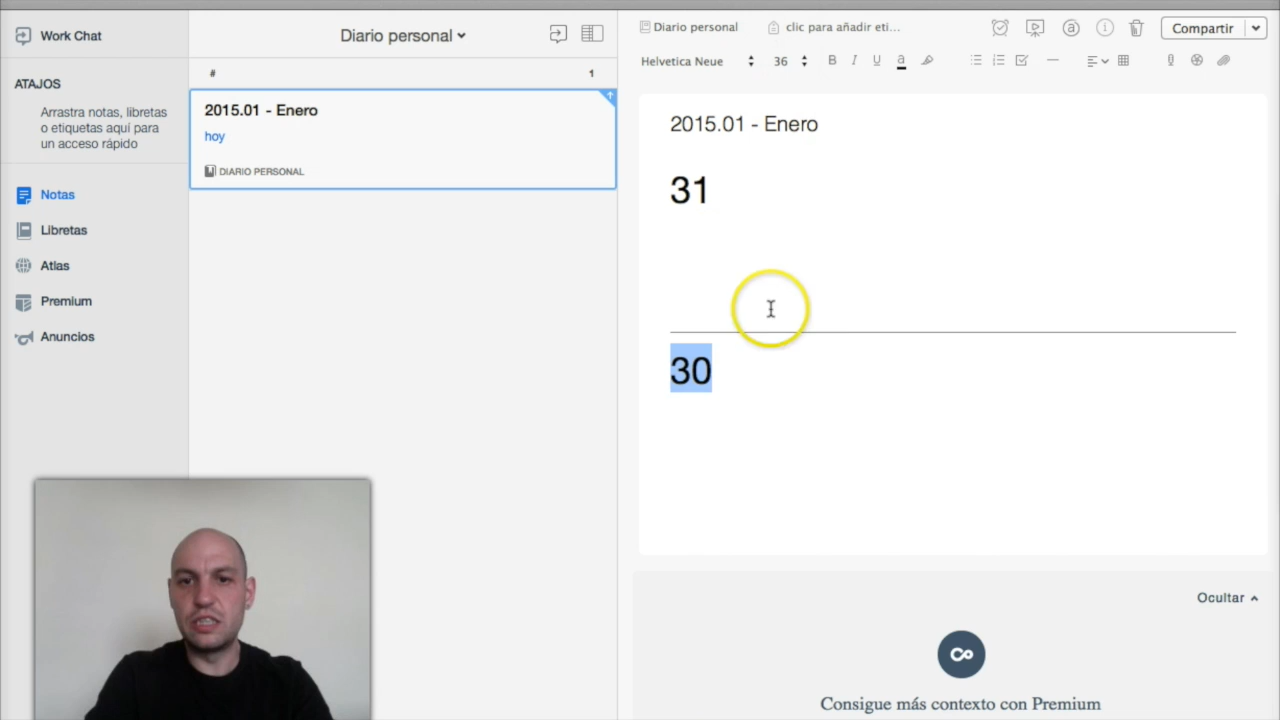 Work Chat
ATAJOS
Arrastra notas, libretas
o etiquetas aquí para
un acceso rápido
Notas
Libretas
Atlas
Premium
Anuncios
Diario personal
#
1
2015.01 - Enero
hoy
DIARIO PERSONAL
Diario personal
clic para añadir eti...
Compartir
Helvetica Neue
36
B I U a
2015.01 - Enero
31
30
Ocultar
Consigue más contexto con Premium